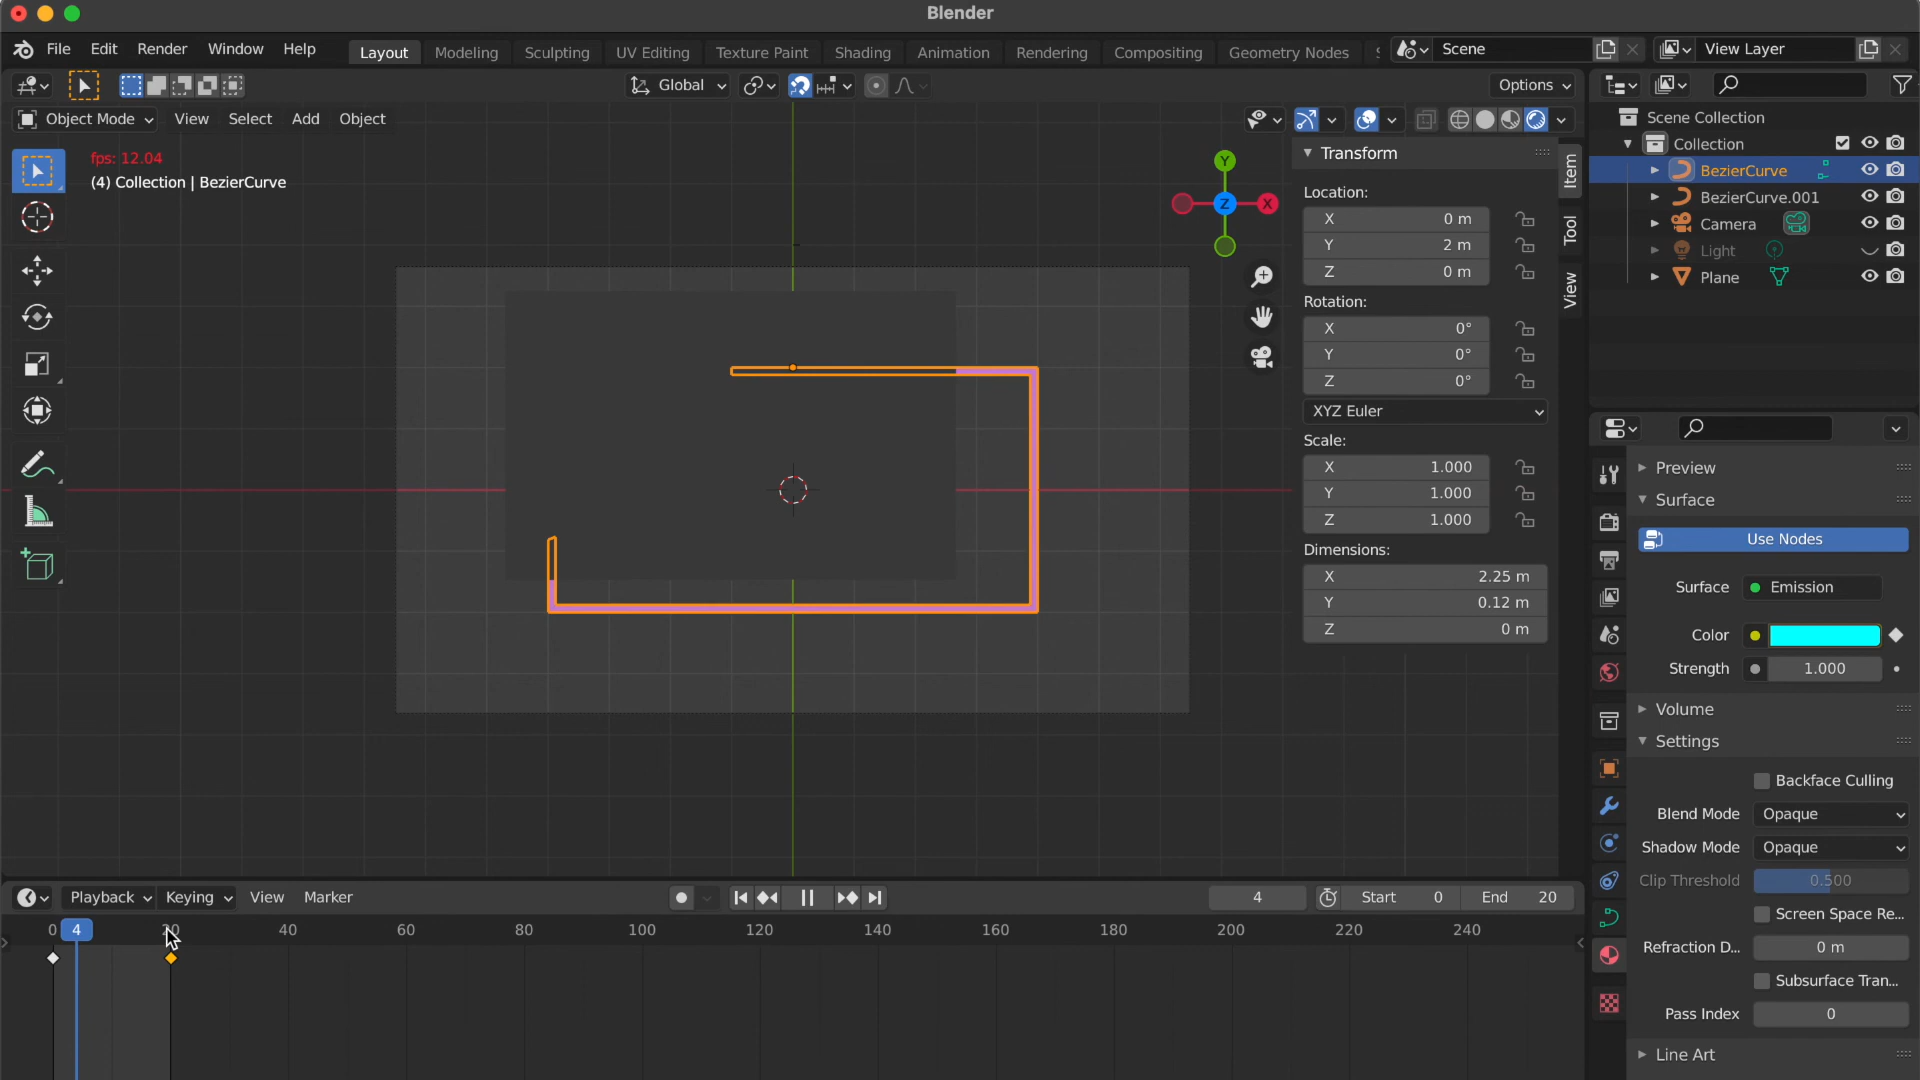 Blender
File Edit Render Window Help
Layout Modeling Sculpting UV Editing Texture Paint Shading Animation Rendering Compositing Geometry Nodes
Scene View Layer
Global Options
Object Mode View Select Add Object
fps: 12.04
(4) Collection | BezierCurve
Y
Z X
Item
Tool
View
Transform
Location:
X 0 m
Y 2 m
Z 0 m
Rotation:
X 0°
Y 0°
Z 0°
XYZ Euler
Scale:
X 1.000
Y 1.000
Z 1.000
Dimensions:
X 2.25 m
Y 0.12 m
Z 0 m
Scene Collection
Collection
BezierCurve
BezierCurve.001
Camera
Light
Plane
Preview
Surface
Use Nodes
Surface Emission
Color
Strength 1.000
Volume
Settings
Backface Culling
Blend Mode Opaque
Shadow Mode Opaque
Clip Threshold 0.500
Screen Space Re...
Refraction D... 0 m
Subsurface Tran...
Pass Index 0
Line Art
Playback Keying View Marker 4 Start 0 End 20
0 4 20 40 60 80 100 120 140 160 180 200 220 240